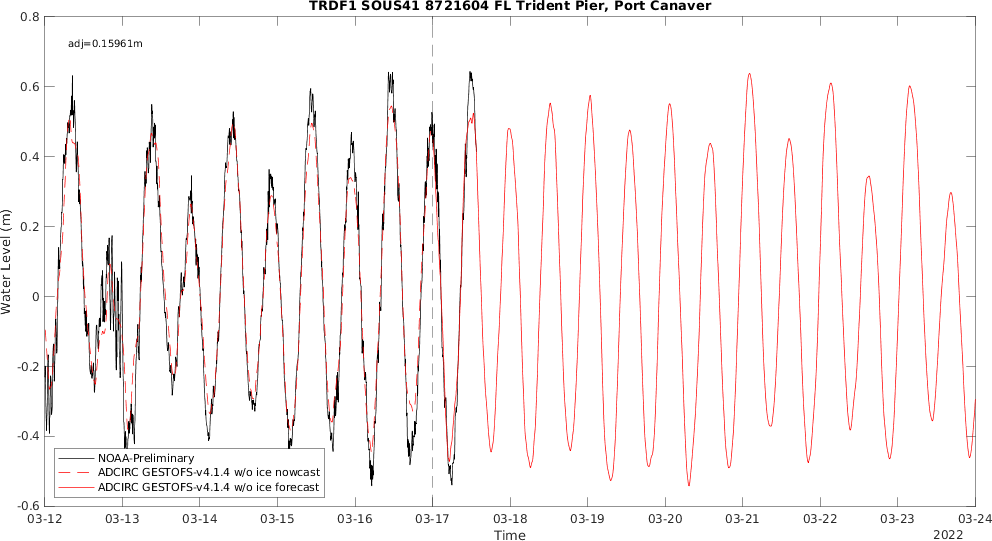 TRDF1 SOUS41 8721604 FL Trident Pier, Port Canaver
adj=0.15961m
Water Level (m)
0.8
0.6
0.4
0.2
0
-0.2
-0.4
-0.6
NOAA-Preliminary
ADCIRC GESTOFS-v4.1.4 w/o ice nowcast
ADCIRC GESTOFS-v4.1.4 w/o ice forecast
03-12 03-13 03-14 03-15 03-16 03-17 03-18 03-19 03-20 03-21 03-22 03-23 03-24
Time
2022